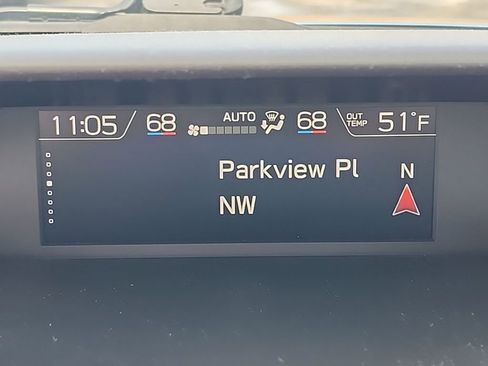 11:05 68 AUTO 68 OUT TEMP 51°F
Parkview Pl N
NW